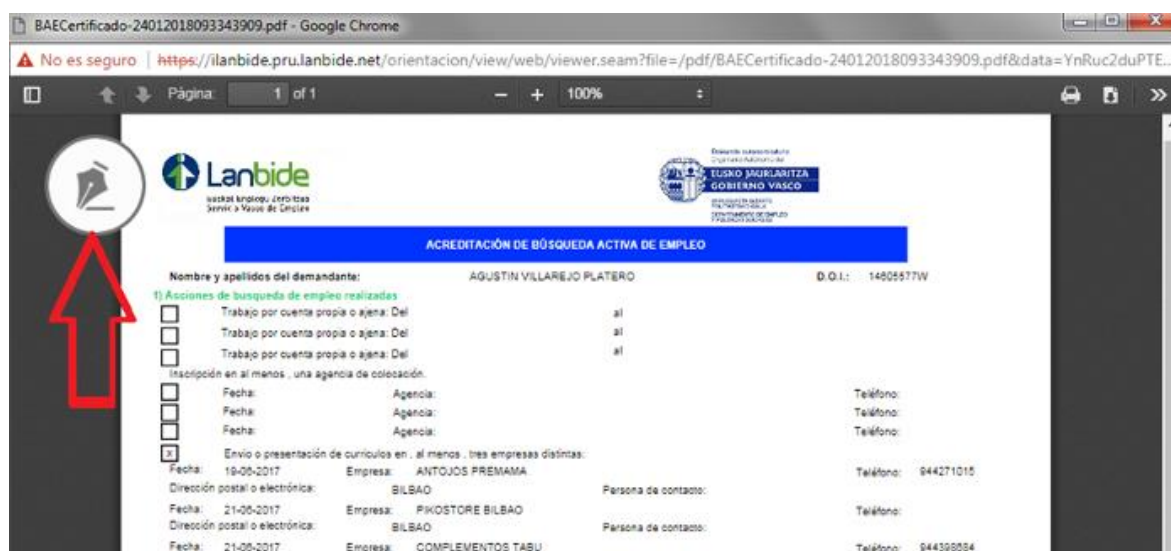 BAECertificado-24012018093343909.pdf - Google Chrome
No es seguro | https://ilanbide.pru.lanbide.net/orientacion/view/web/viewer.seam?file=/pdf/BAECertificado-24012018093343909.pdf&data=YnRuc2duPTE...
Página: 1 of 1 − + 100%
Lanbide
Euskal Enplegu Zerbitzua
Servicio Vasco de Empleo
EUSKO JAURLARITZA
GOBIERNO VASCO
ACREDITACIÓN DE BÚSQUEDA ACTIVA DE EMPLEO
Nombre y apellidos del demandante: AGUSTIN VILLAREJO PLATERO D.O.I.: 14605577W
1) Acciones de busqueda de empleo realizadas
Trabajo por cuenta propia o ajena: Del al
Trabajo por cuenta propia o ajena: Del al
Trabajo por cuenta propia o ajena: Del al
Inscripción en al menos , una agencia de colocación.
Fecha: Agencia: Teléfono:
Fecha: Agencia: Teléfono:
Fecha: Agencia: Teléfono:
x Envio o presentación de currículos en , al menos , tres empresas distintas:
Fecha: 19-06-2017 Empresa: ANTOJOS PREMAMA Teléfono: 944271015
Dirección postal o electrónica: BILBAO Persona de contacto:
Fecha: 21-06-2017 Empresa: PIKOSTORE BILBAO Teléfono:
Dirección postal o electrónica: BILBAO Persona de contacto:
Fecha: 21-06-2017 Empresa: COMPLEMENTOS TABU Teléfono: 944398684